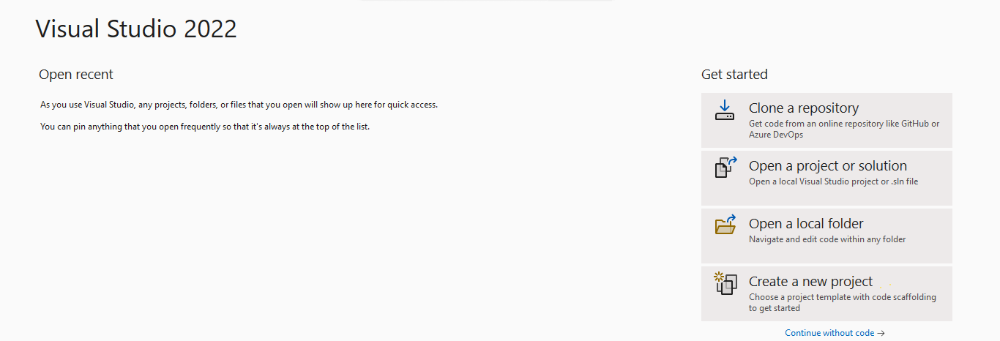 Visual Studio 2022
Open recent
As you use Visual Studio, any projects, folders, or files that you open will show up here for quick access.
You can pin anything that you open frequently so that it's always at the top of the list.
Get started
Clone a repository
Get code from an online repository like GitHub or
Azure DevOps
Open a project or solution
Open a local Visual Studio project or .sln file
Open a local folder
Navigate and edit code within any folder
Create a new project
Choose a project template with code scaffolding
to get started
Continue without code →